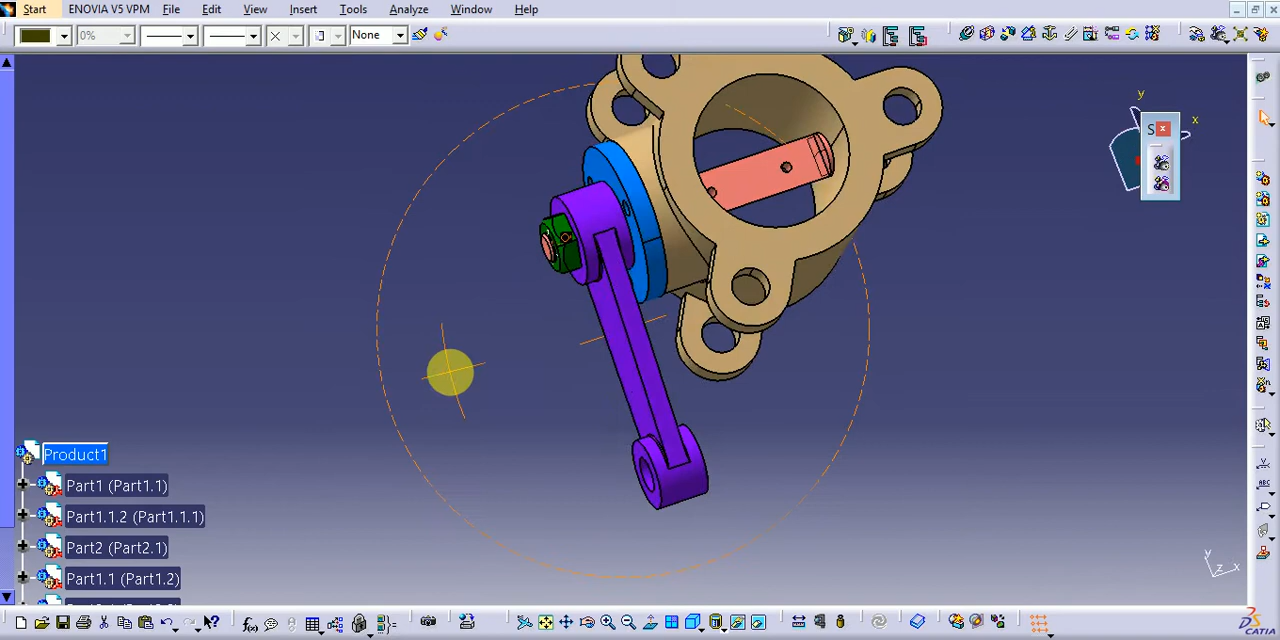 Start ENOVIA V5 VPM File Edit View Insert Tools Analyze Window Help
0% None
y
x
S
Product1
Part1 (Part1.1)
Part1.1.2 (Part1.1.1)
Part2 (Part2.1)
Part1.1 (Part1.2)
y
z x
ABC
f(x)
CATIA